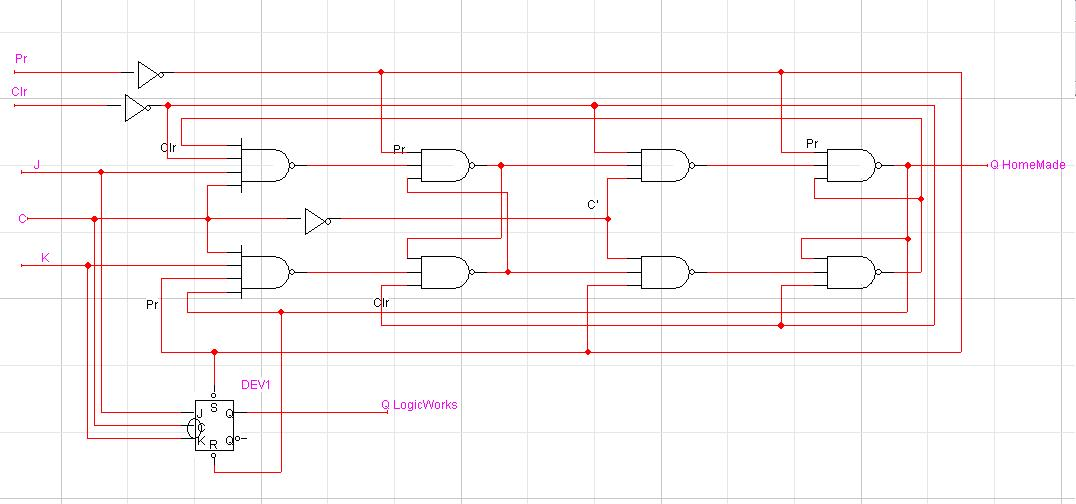 Pr
Clr
Clr
Pr
Pr
Q HomeMade
J
C
C'
K
Pr
Clr
DEV1
Q LogicWorks
S
J Q
C
K Q
R